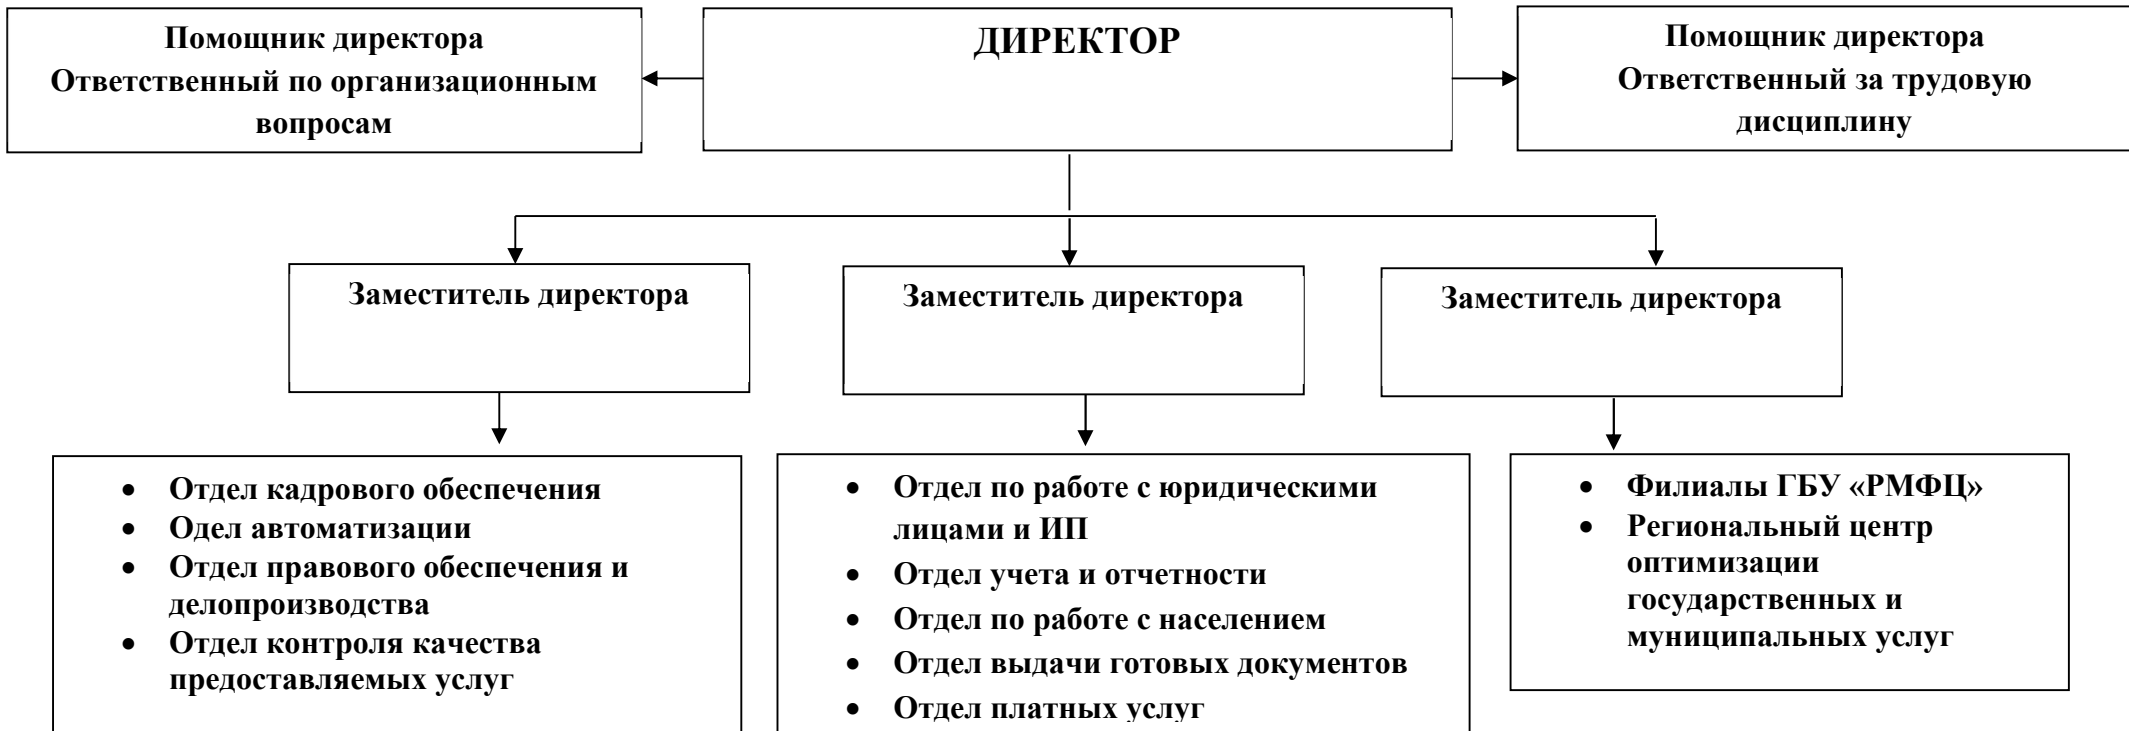 Помощник директора
Ответственный по организационным
вопросам
ДИРЕКТОР
Помощник директора
Ответственный за трудовую
дисциплину
Заместитель директора
Заместитель директора
Заместитель директора
• Отдел кадрового обеспечения
• Одел автоматизации
• Отдел правового обеспечения и
делопроизводства
• Отдел контроля качества
предоставляемых услуг
• Отдел по работе с юридическими
лицами и ИП
• Отдел учета и отчетности
• Отдел по работе с населением
• Отдел выдачи готовых документов
• Отдел платных услуг
• Филиалы ГБУ «РМФЦ»
• Региональный центр
оптимизации
государственных и
муниципальных услуг